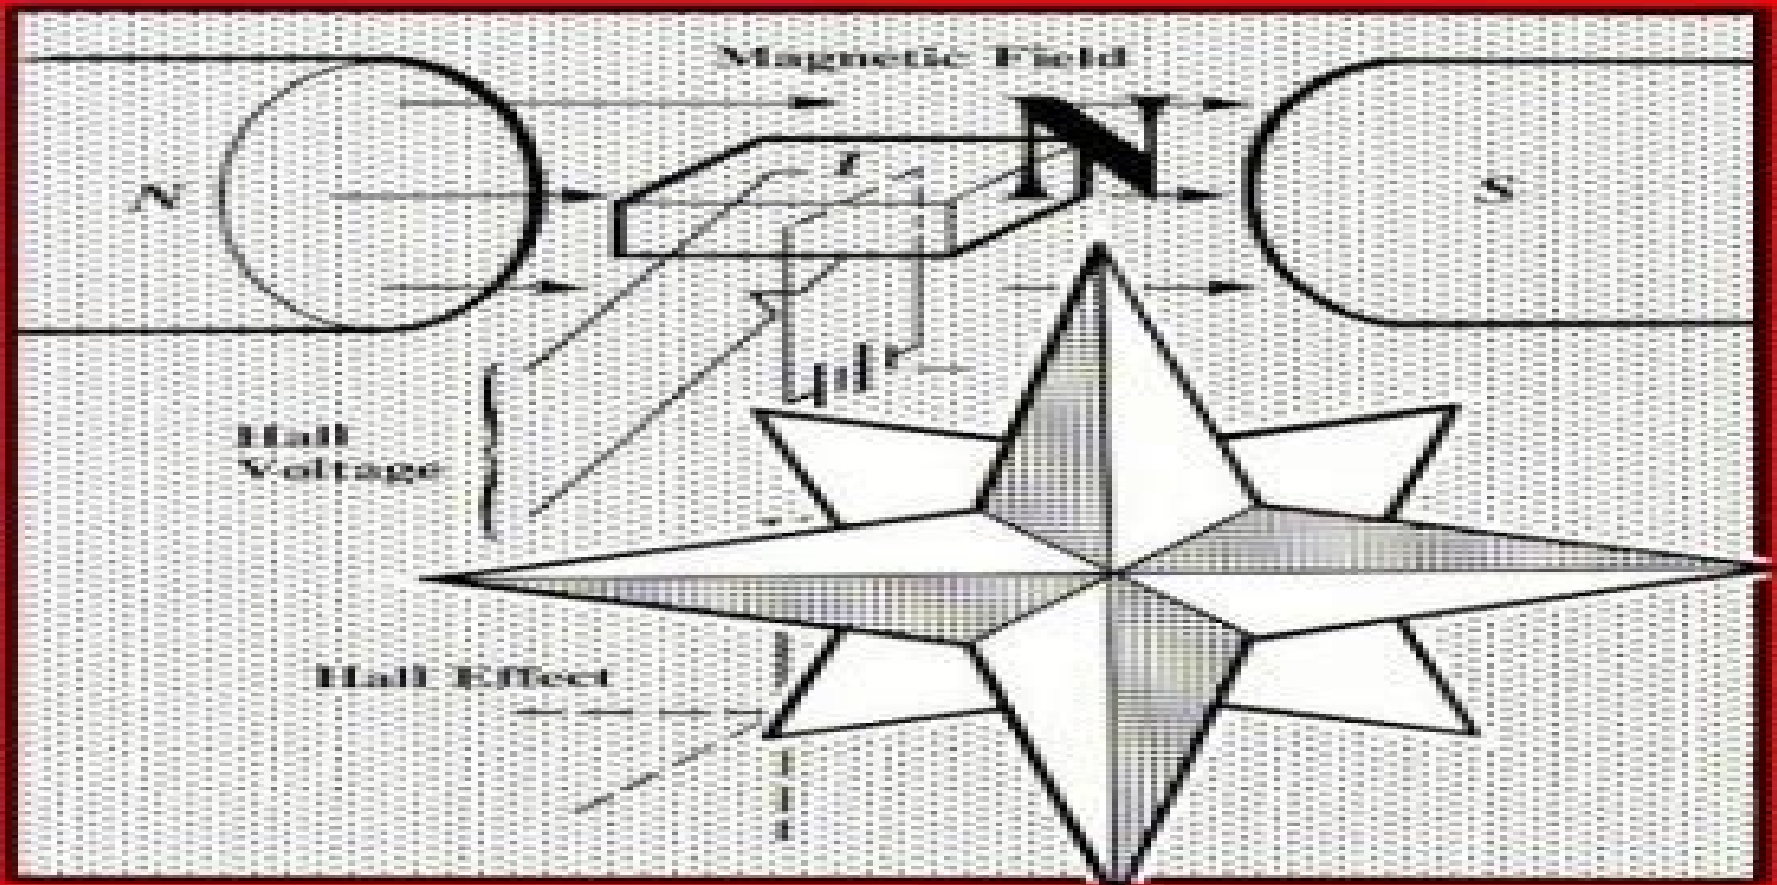 Magnetic Field
N
N
I
S
Hall
Voltage
Hall Effect